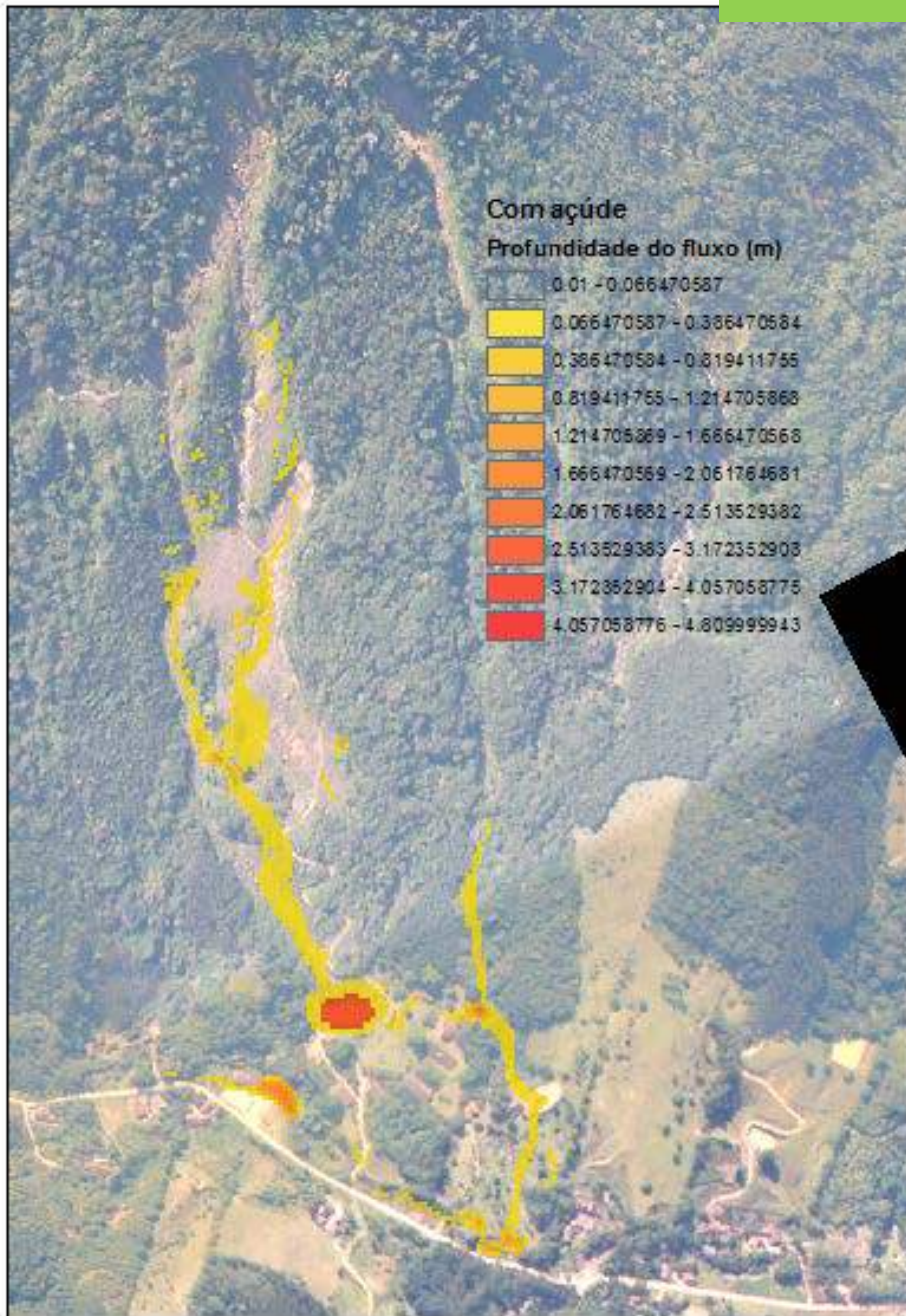 Com açúde
Profundidade do fluxo (m)
0.01 - 0.066470587
0.066470587 - 0.386470584
0.386470584 - 0.819411755
0.819411755 - 1.214705868
1.214705869 - 1.666470568
1.666470569 - 2.061764681
2.061764682 - 2.513529382
2.513529383 - 3.172352903
3.172352904 - 4.057058775
4.057058776 - 4.809999943